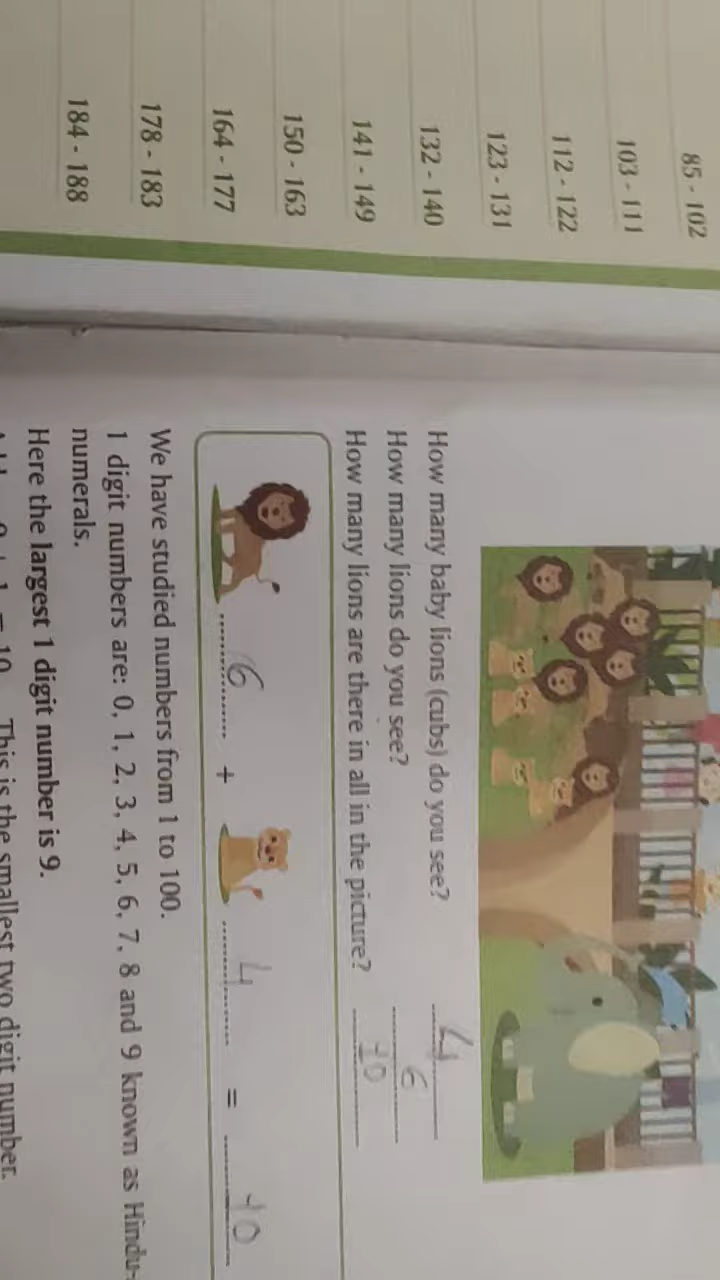 85 - 102
103 - 111
112 - 122
123 - 131
132 - 140
141 - 149
150 - 163
164 - 177
178 - 183
184 - 188
How many baby lions (cubs) do you see? 4
How many lions do you see? 6
How many lions are there in all in the picture? 10
6 + 4 = 10
We have studied numbers from 1 to 100.
1 digit numbers are: 0, 1, 2, 3, 4, 5, 6, 7, 8 and 9 known as Hindu-
numerals.
Here the largest 1 digit number is 9.
= 10 This is the smallest two digit number.